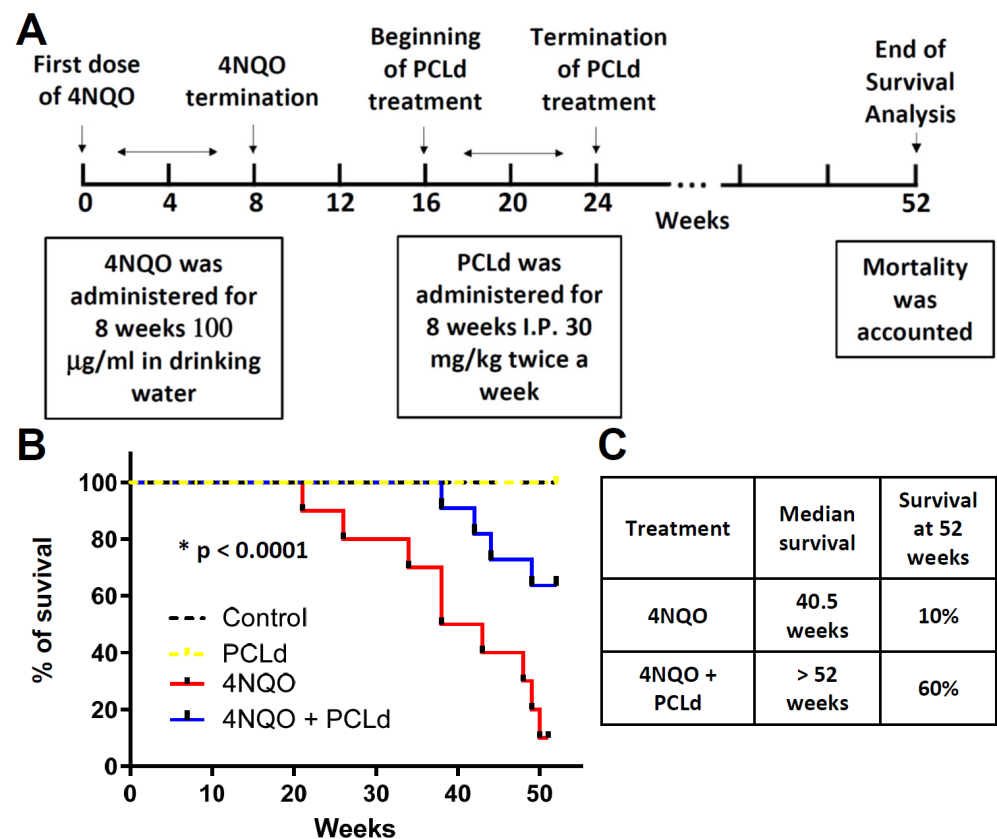 A
First dose
of 4NQO
4NQO
termination
Beginning
of PCLd
treatment
Termination
of PCLd
treatment
End of
Survival
Analysis
0 4 8 12 16 20 24 ... 52
Weeks
4NQO was
administered for
8 weeks 100
μg/ml in drinking
water
PCLd was
administered for
8 weeks I.P. 30
mg/kg twice a
week
Mortality
was
accounted
B
% of suvival
100
80
60
40
20
0
* p < 0.0001
Control
PCLd
4NQO
4NQO + PCLd
0 10 20 30 40 50
Weeks
C
Treatment
Median
survival
Survival
at 52
weeks
4NQO
40.5
weeks
10%
4NQO +
PCLd
> 52
weeks
60%